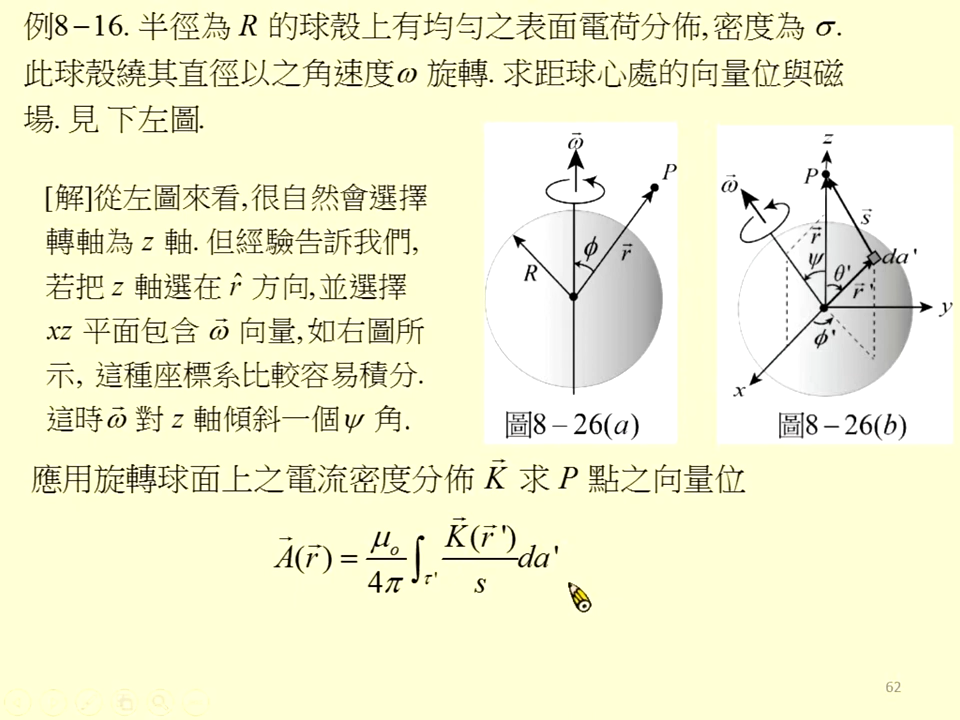 例8－16. 半徑為 R 的球殼上有均勻之表面電荷分佈, 密度為 σ.
此球殼繞其直徑以之角速度ω 旋轉. 求距球心處的向量位與磁
場. 見 下左圖.
[解]從左圖來看, 很自然會選擇
轉軸為 z 軸. 但經驗告訴我們,
若把 z 軸選在 r̂ 方向, 並選擇
xz 平面包含 ω⃗ 向量, 如右圖所
示, 這種座標系比較容易積分.
這時 ω⃗ 對 z 軸傾斜一個 ψ 角.
ω⃗
P
R
ϕ
r⃗
圖8－26(a)
z
P
ω⃗
s⃗
r⃗
ψ
θ'
da'
r⃗'
y
ϕ'
x
圖8－26(b)
應用旋轉球面上之電流密度分佈 K⃗ 求 P 點之向量位
A⃗(r⃗) = μ₀/4π ∫τ' K⃗(r⃗')/s da'
62